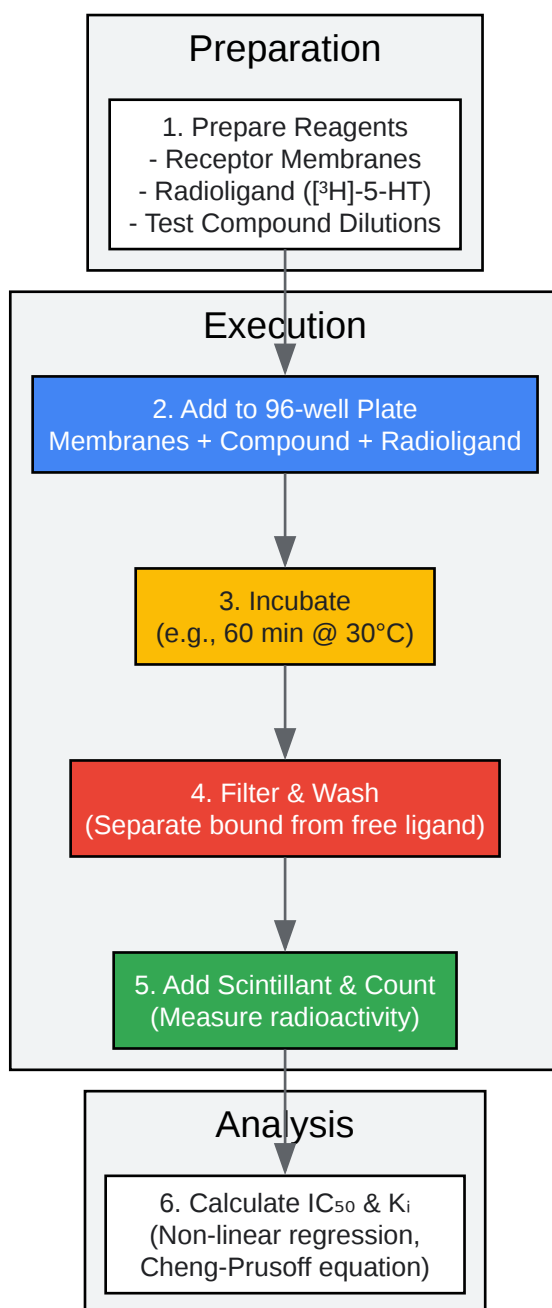 Preparation
1. Prepare Reagents
- Receptor Membranes
- Radioligand ([³H]-5-HT)
- Test Compound Dilutions
Execution
2. Add to 96-well Plate
Membranes + Compound + Radioligand
3. Incubate
(e.g., 60 min @ 30°C)
4. Filter & Wash
(Separate bound from free ligand)
5. Add Scintillant & Count
(Measure radioactivity)
Analysis
6. Calculate IC₅₀ & Kᵢ
(Non-linear regression,
Cheng-Prusoff equation)